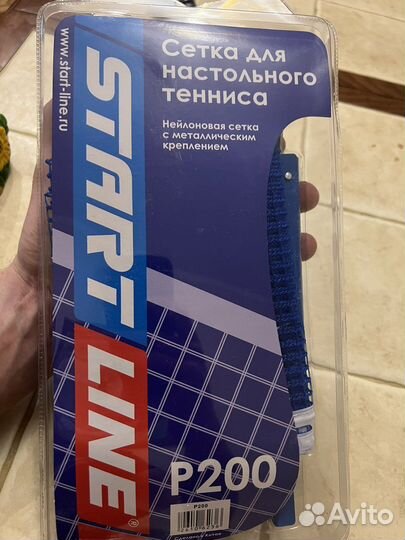 www.start-line.ru
START
LINE
®
Сетка для
настольного
тенниса
Нейлоновая сетка
с металлическим
креплением
P200
P200
Avito